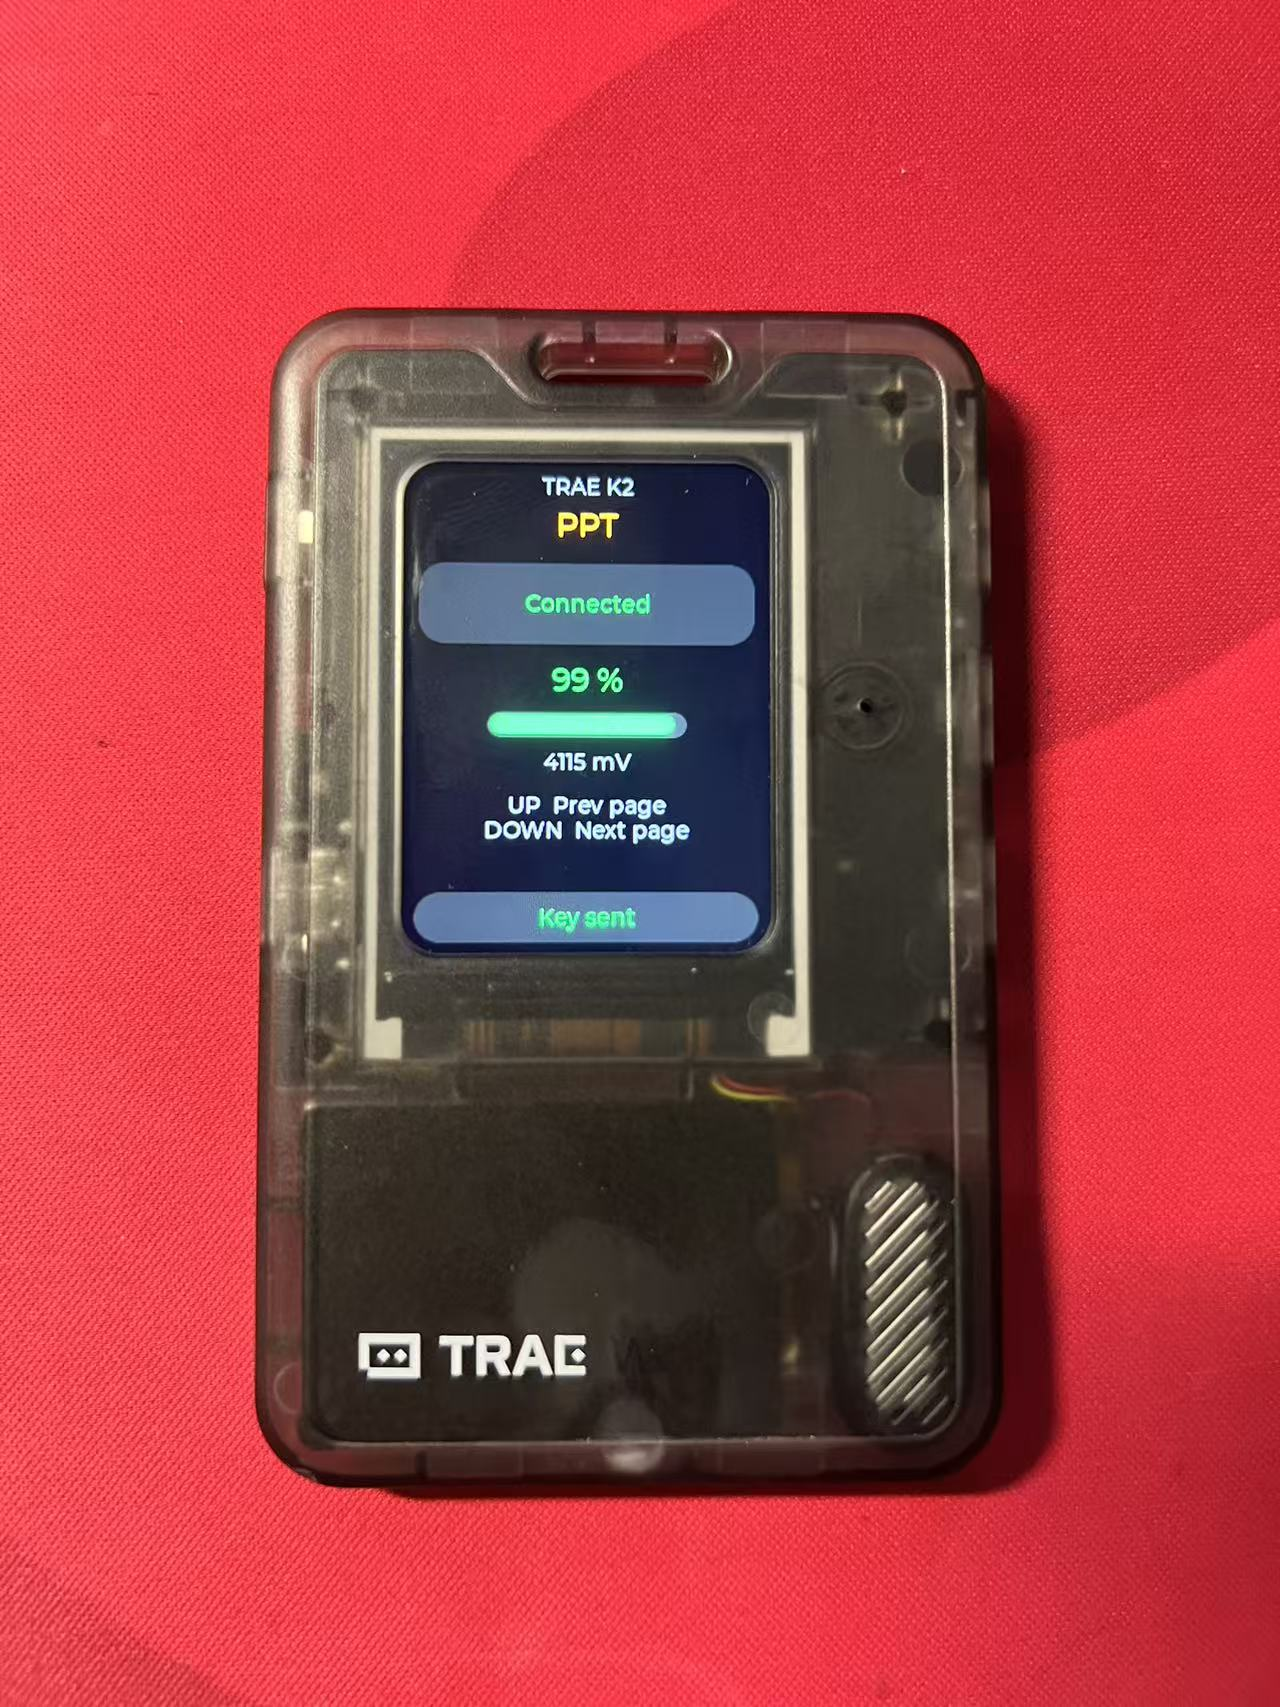 TRAE K2
PPT
Connected
99 %
4115 mV
UP Prev page
DOWN Next page
Key sent
TRAE